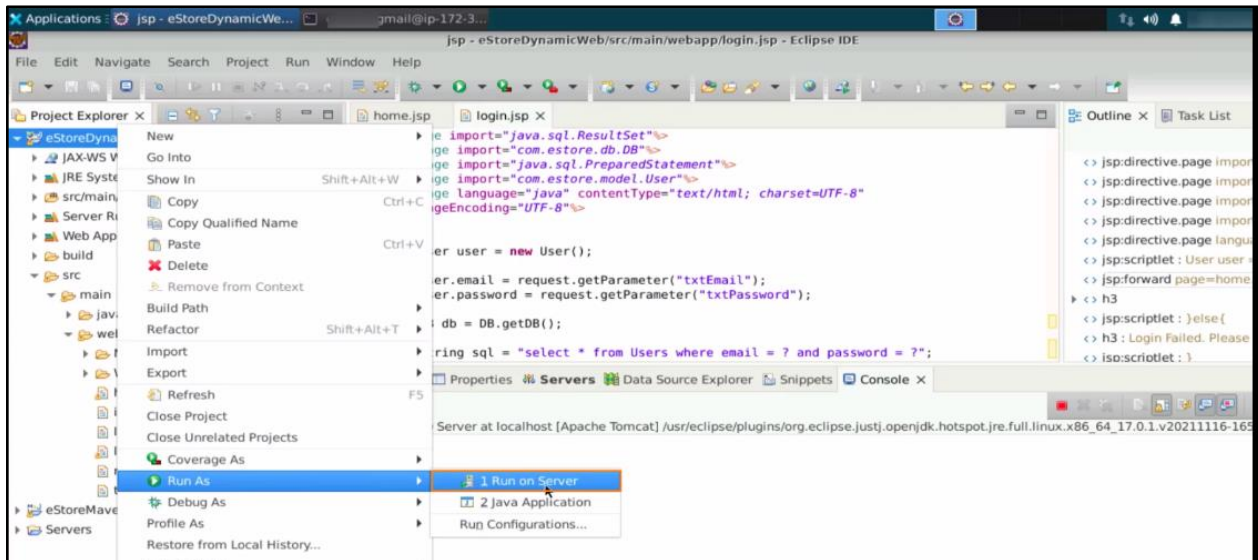 Applications : jsp - eStoreDynamicWe... gmail@ip-172-3...
jsp - eStoreDynamicWeb/src/main/webapp/login.jsp - Eclipse IDE
File Edit Navigate Search Project Run Window Help
Project Explorer home.jsp login.jsp Outline Task List
eStoreDyna
JAX-WS W
JRE Syste
src/main/
Server Ru
Web App
build
src
main
java
wel
eStoreMave
Servers
New
Go Into
Show In Shift+Alt+W
Copy Ctrl+C
Copy Qualified Name
Paste Ctrl+V
Delete
Remove from Context
Build Path
Refactor Shift+Alt+T
Import
Export
Refresh F5
Close Project
Close Unrelated Projects
Coverage As
Run As
Debug As
Profile As
Restore from Local History...
1 Run on Server
2 Java Application
Run Configurations...
ge import="java.sql.ResultSet"%>
ge import="com.estore.db.DB"%>
ge import="java.sql.PreparedStatement"%>
ge import="com.estore.model.User"%>
ge language="java" contentType="text/html; charset=UTF-8"
geEncoding="UTF-8"%>
er user = new User();
er.email = request.getParameter("txtEmail");
er.password = request.getParameter("txtPassword");
db = DB.getDB();
ring sql = "select * from Users where email = ? and password = ?";
<> jsp:directive.page impor
<> jsp:directive.page impor
<> jsp:directive.page impor
<> jsp:directive.page impor
<> jsp:directive.page langu
<> jsp:scriptlet : User user =
<> jsp:forward page=home
<> h3
<> jsp:scriptlet : }else{
<> h3 : Login Failed. Please
<> jsp:scriptlet : }
Properties Servers Data Source Explorer Snippets Console
Server at localhost [Apache Tomcat] /usr/eclipse/plugins/org.eclipse.justj.openjdk.hotspot.jre.full.linux.x86_64_17.0.1.v20211116-165